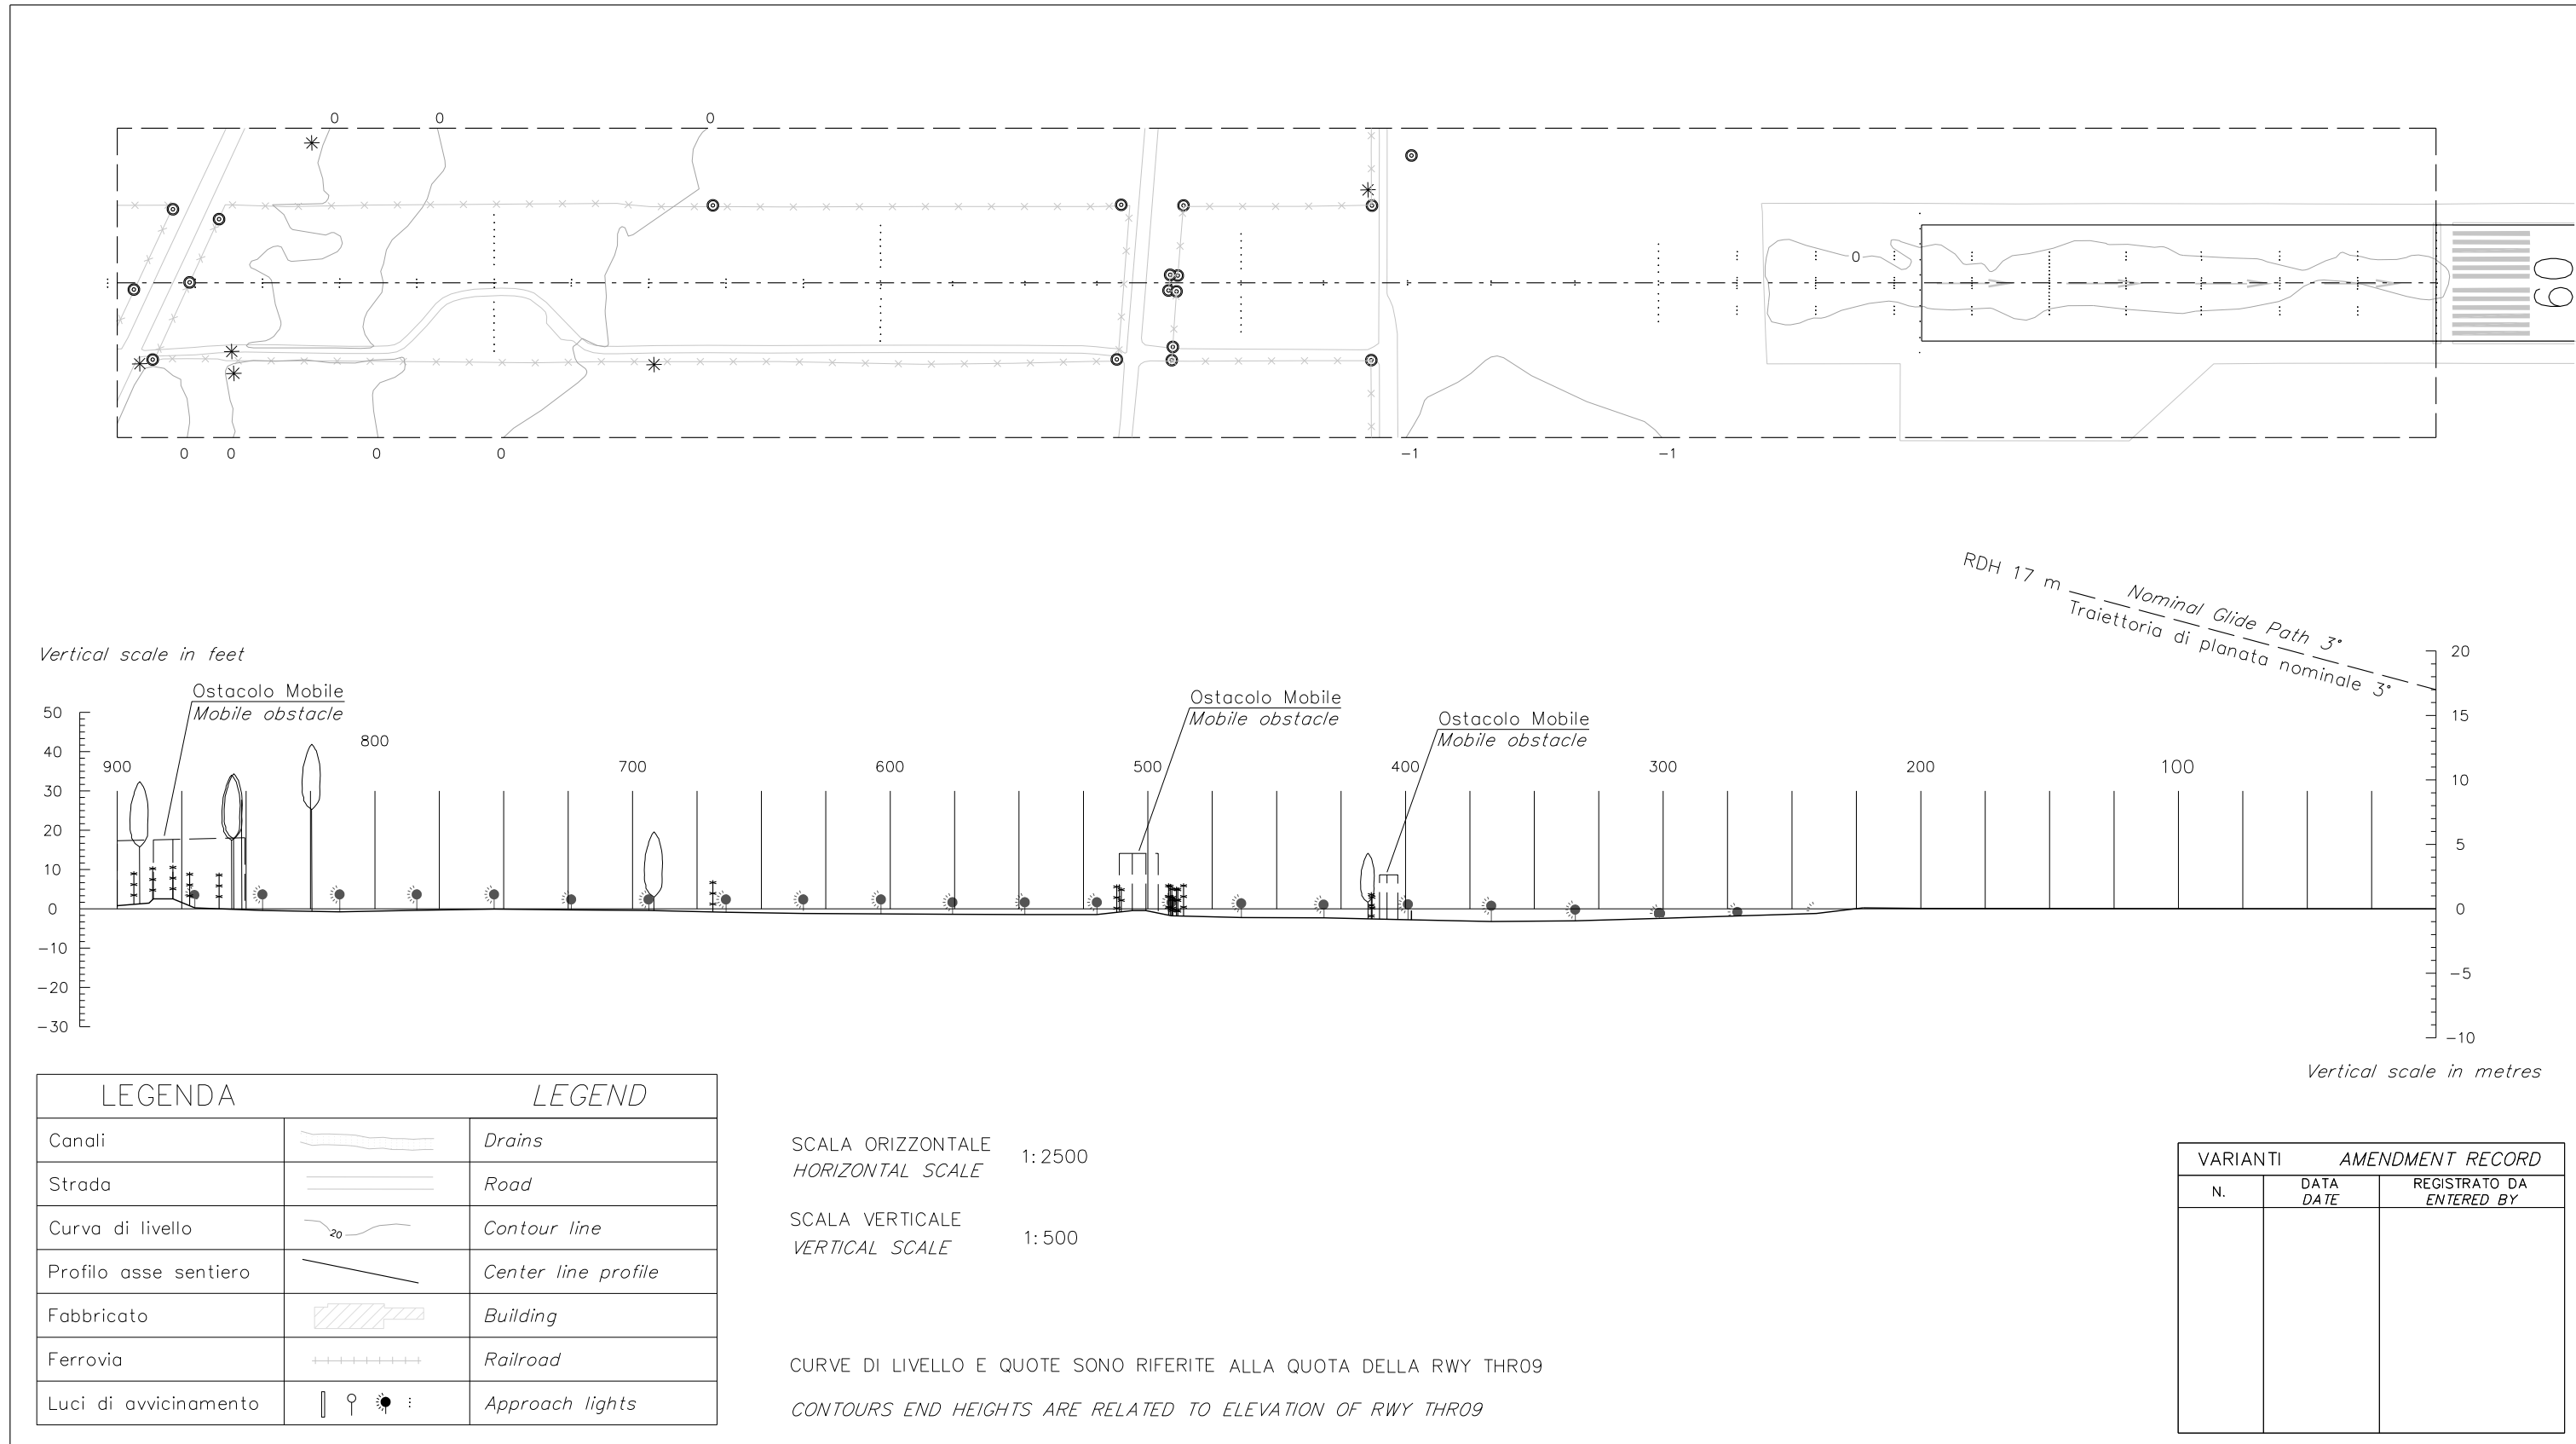 0 0 0
0
09
0 0 0 0 -1 -1
RDH 17 m
Nominal Glide Path 3°
Traiettoria di planata nominale 3°
Vertical scale in feet
Ostacolo Mobile
Mobile obstacle
Ostacolo Mobile
Mobile obstacle
Ostacolo Mobile
Mobile obstacle
50
40
30
20
10
0
-10
-20
-30
900 800 700 600 500 400 300 200 100
20
15
10
5
0
-5
-10
Vertical scale in metres
LEGENDA LEGEND
Canali Drains
Strada Road
Curva di livello 20 Contour line
Profilo asse sentiero Center line profile
Fabbricato Building
Ferrovia Railroad
Luci di avvicinamento Approach lights
SCALA ORIZZONTALE
HORIZONTAL SCALE
1:2500
SCALA VERTICALE
VERTICAL SCALE
1:500
CURVE DI LIVELLO E QUOTE SONO RIFERITE ALLA QUOTA DELLA RWY THR09
CONTOURS END HEIGHTS ARE RELATED TO ELEVATION OF RWY THR09
VARIANTI AMENDMENT RECORD
N.
DATA
DATE
REGISTRATO DA
ENTERED BY